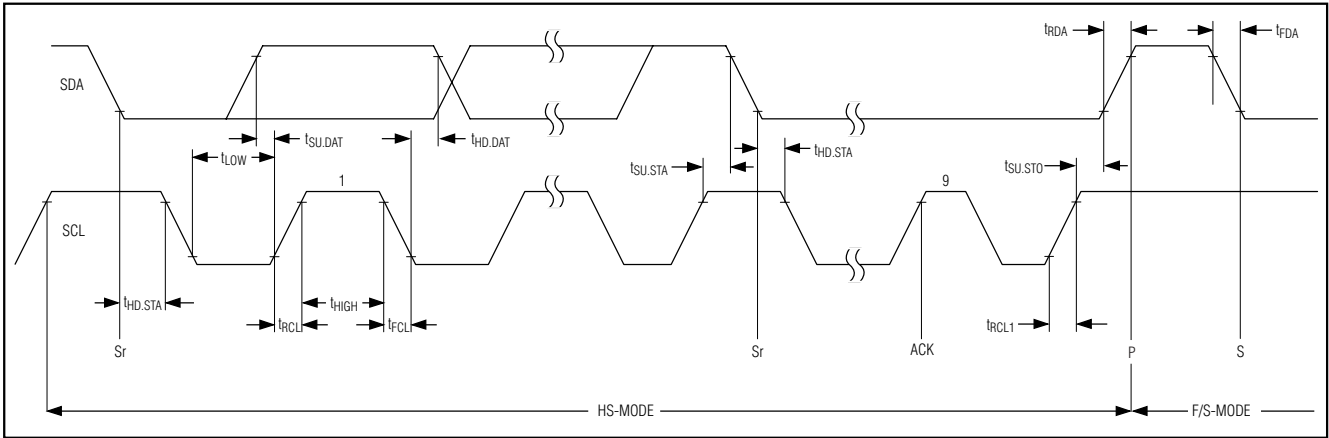 tRDA
tFDA
SDA
tSU.DAT
tHD.DAT
tLOW
tSU.STA
tHD.STA
tSU.STO
1
9
SCL
tHD.STA
tRCL
tHIGH
tFCL
tRCL1
Sr
Sr
ACK
P
S
HS-MODE
F/S-MODE